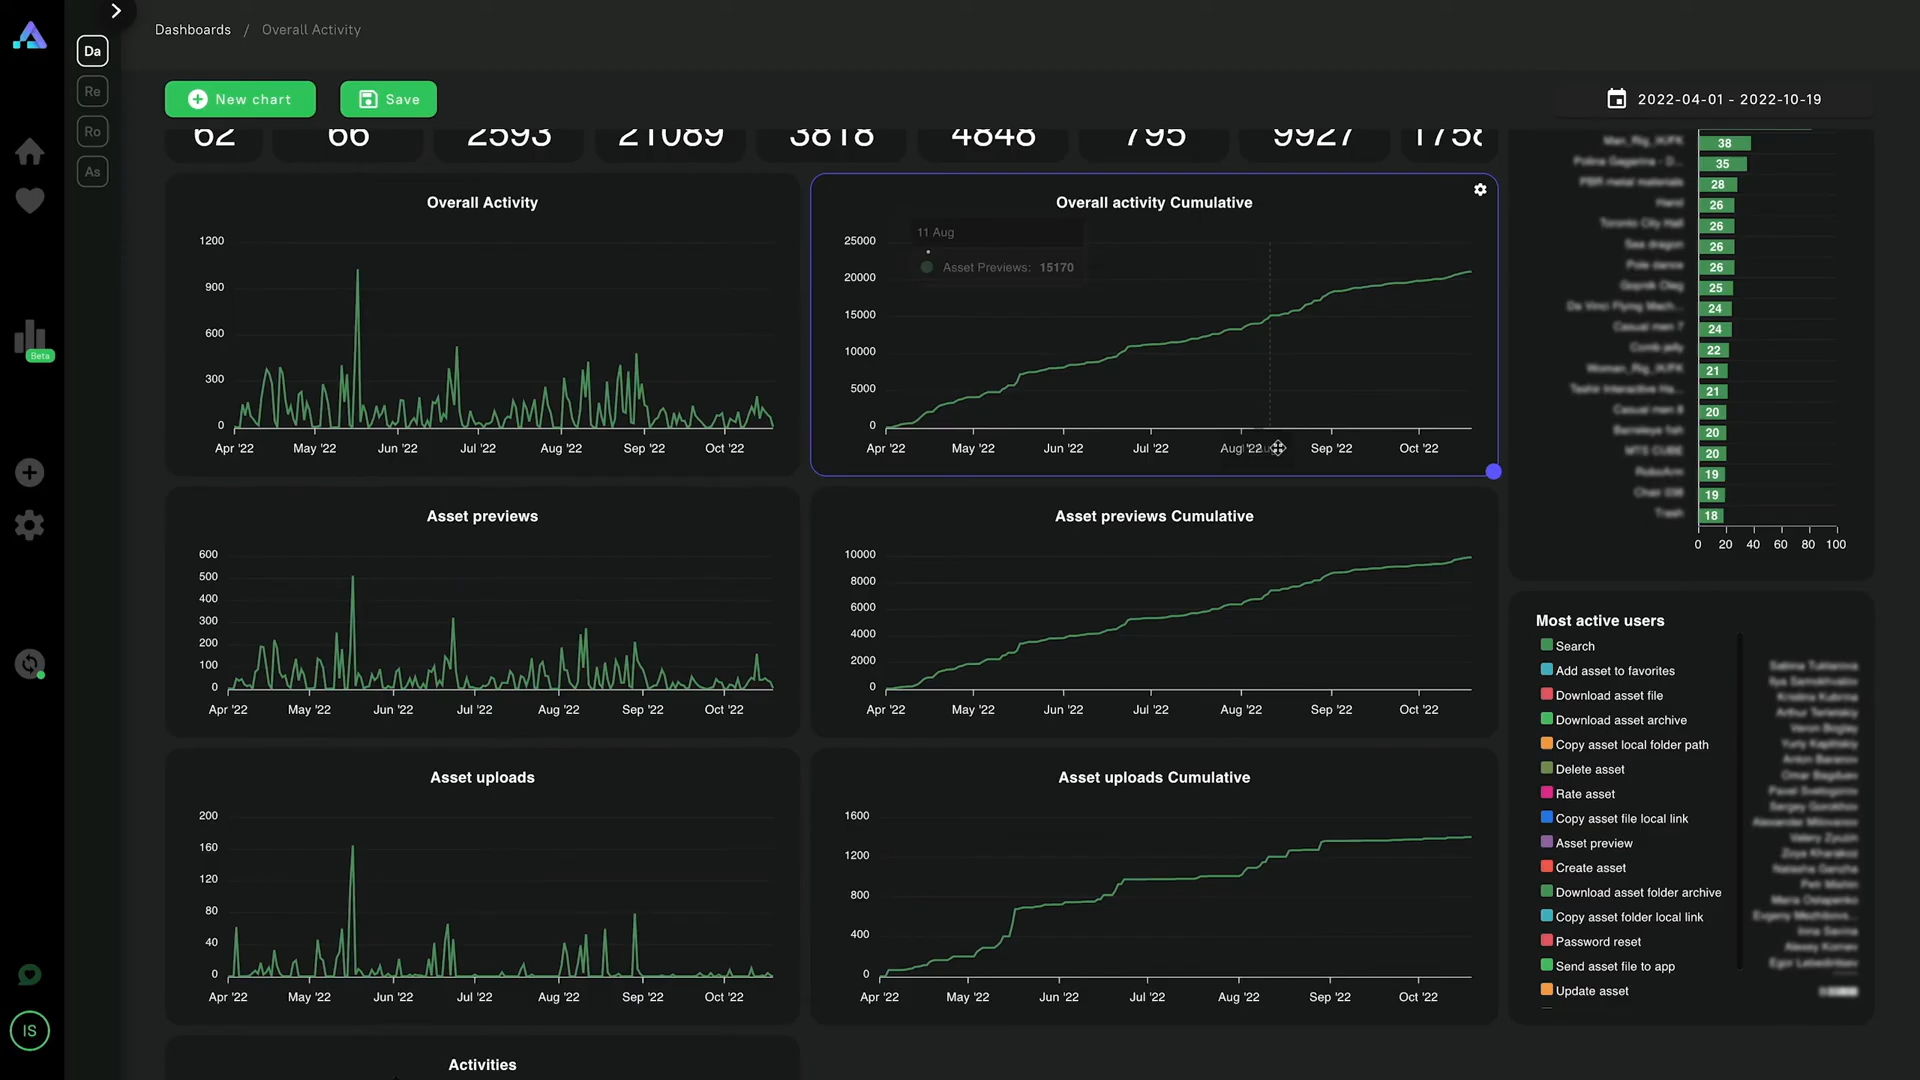 Dashboards / Overall Activity
Da
Re
Ro
As
Beta
IS
New chart
Save
2022-04-01 - 2022-10-19
62
66
2593
21089
3818
4848
795
9927
Overall Activity
1200
900
600
300
0
Apr '22 May '22 Jun '22 Jul '22 Aug '22 Sep '22 Oct '22
Overall activity Cumulative
11 Aug
Asset Previews: 15170
25000
20000
15000
10000
5000
0
Apr '22 May '22 Jun '22 Jul '22 Aug '22 Sep '22 Oct '22
Asset previews
600
500
400
300
200
100
0
Apr '22 May '22 Jun '22 Jul '22 Aug '22 Sep '22 Oct '22
Asset previews Cumulative
10000
8000
6000
4000
2000
0
Apr '22 May '22 Jun '22 Jul '22 Aug '22 Sep '22 Oct '22
Asset uploads
200
160
120
80
40
0
Apr '22 May '22 Jun '22 Jul '22 Aug '22 Sep '22 Oct '22
Asset uploads Cumulative
1600
1200
800
400
0
Apr '22 May '22 Jun '22 Jul '22 Aug '22 Sep '22 Oct '22
Activities
38
35
28
26
26
26
26
25
24
24
22
21
21
20
20
20
19
19
18
0 20 40 60 80 100
Most active users
Search
Add asset to favorites
Download asset file
Download asset archive
Copy asset local folder path
Delete asset
Rate asset
Copy asset file local link
Asset preview
Create asset
Download asset folder archive
Copy asset folder local link
Password reset
Send asset file to app
Update asset